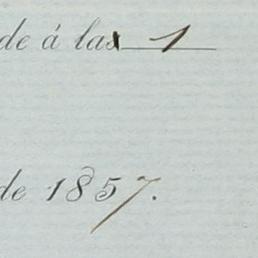 de á las 1
de 1857.